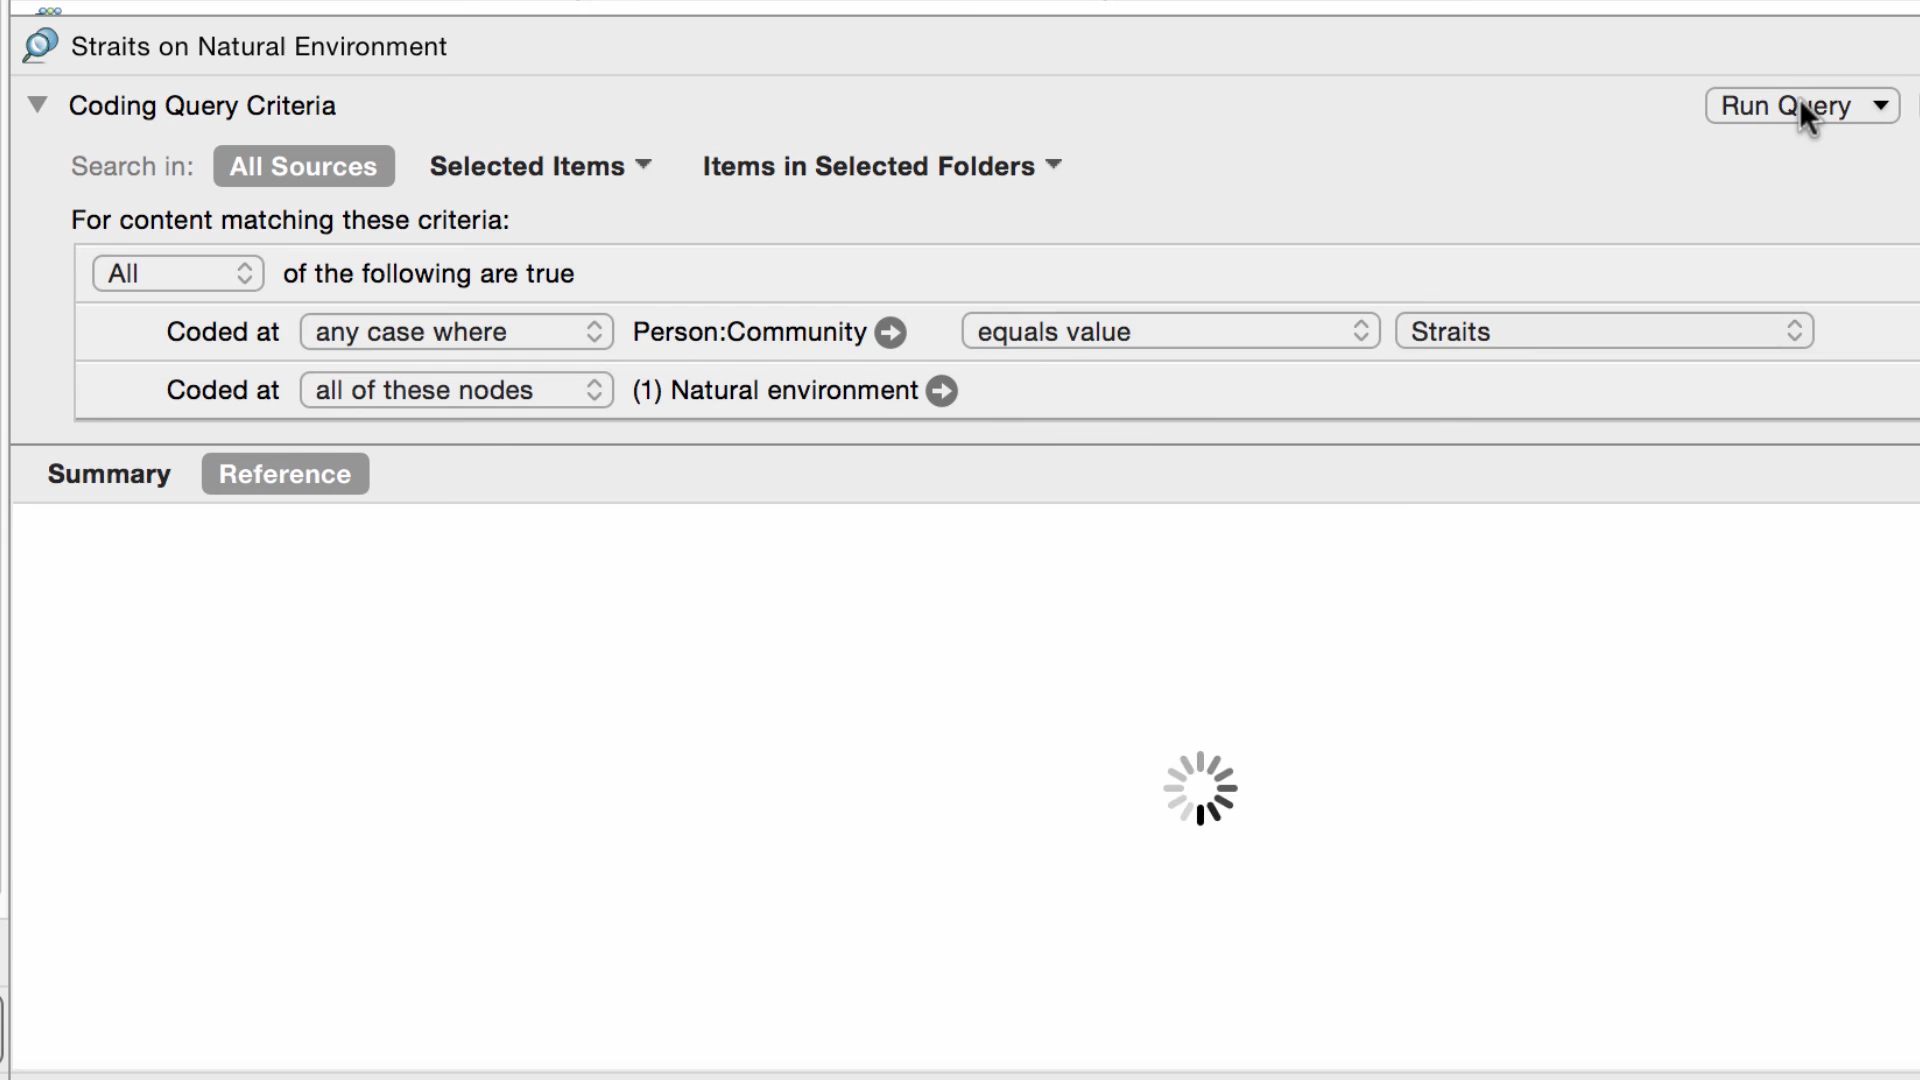 Straits on Natural Environment
Coding Query Criteria
Run Query
Search in: All Sources Selected Items Items in Selected Folders
For content matching these criteria:
All of the following are true
Coded at any case where Person:Community equals value Straits
Coded at all of these nodes (1) Natural environment
Summary Reference